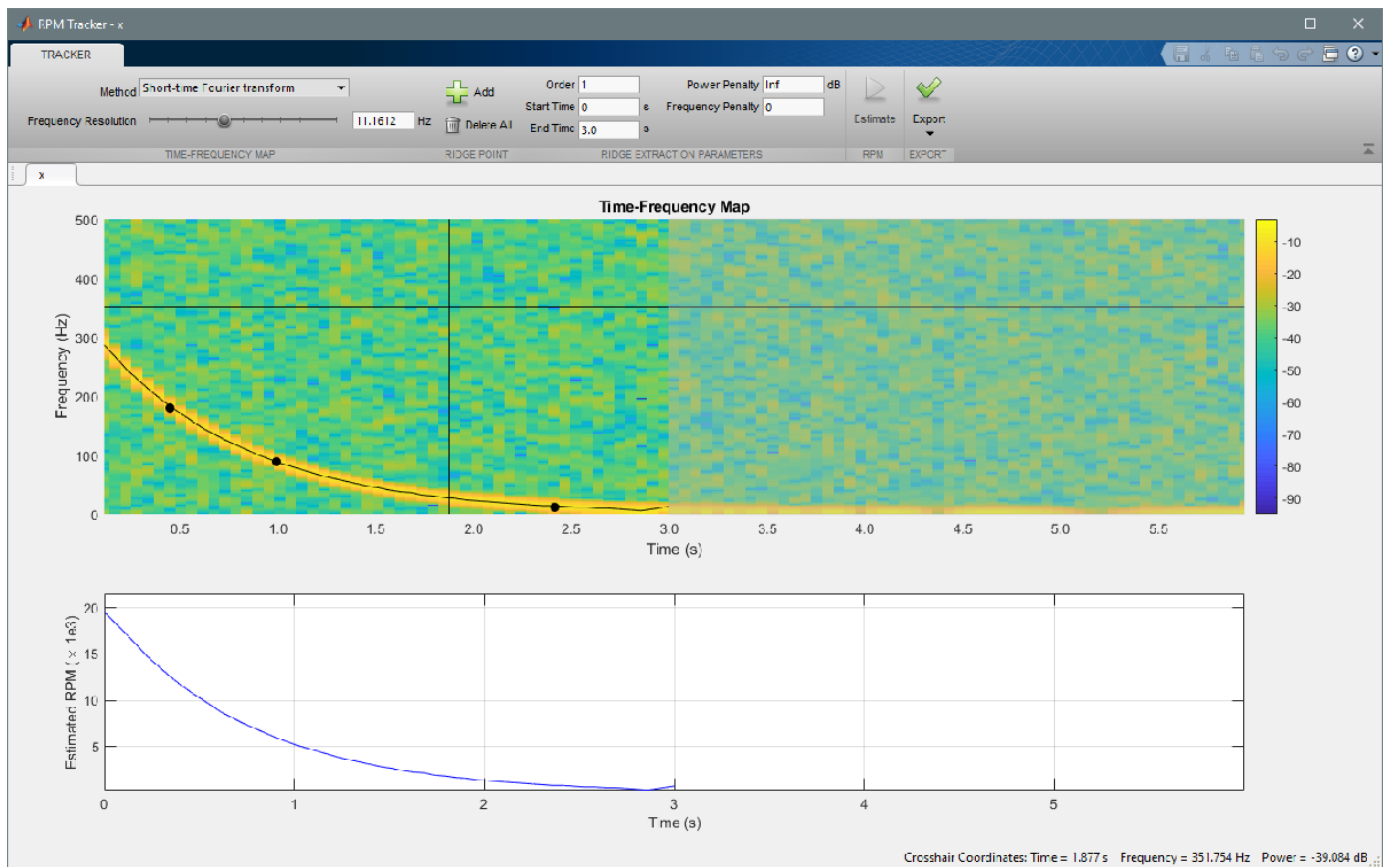 RPM Tracker - x
TRACKER
Method Short-time Fourier transform
Frequency Resolution 11.1612 Hz
TIME-FREQUENCY MAP
Add
Delete All
RIDGE POINT
Order 1
Start Time 0 s
End Time 3.0 s
Power Penalty Inf dB
Frequency Penalty 0
RIDGE EXTRACTION PARAMETERS
Estimate
RPM
Export
EXPORT
x
Time-Frequency Map
Frequency (Hz)
500
400
300
200
100
0
0.5 1.0 1.5 2.0 2.5 3.0 3.5 4.0 4.5 5.0 5.5
Time (s)
-10
-20
-30
-40
-50
-60
-70
-80
-90
Estimated RPM ( × 1e3)
20
15
10
5
0 1 2 3 4 5
Time (s)
Crosshair Coordinates: Time = 1.877 s Frequency = 351.754 Hz Power = -39.084 dB